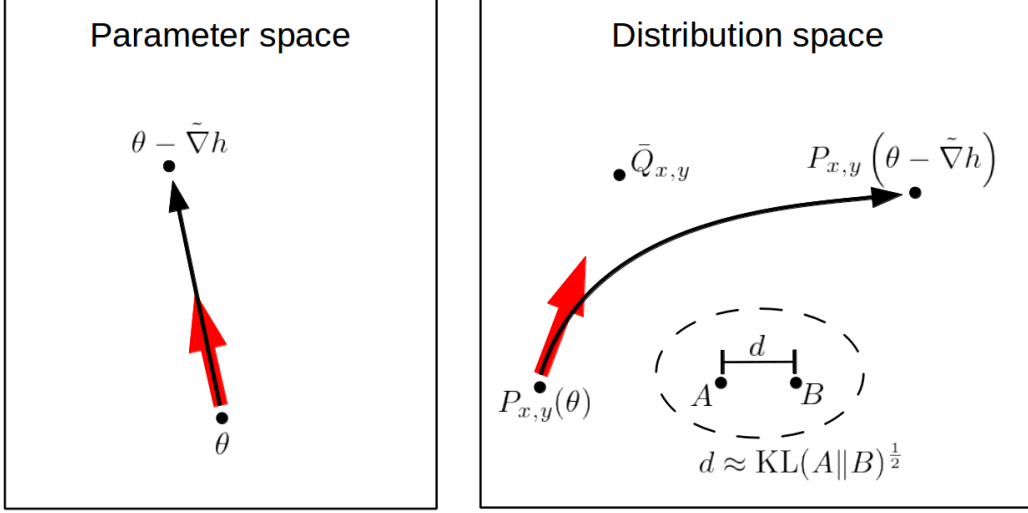 Parameter space
θ − ∇̃h
θ
Distribution space
Q̄x,y
Px,y(θ − ∇̃h)
Px,y(θ)
d
A
B
d ≈ KL(A∥B)^½